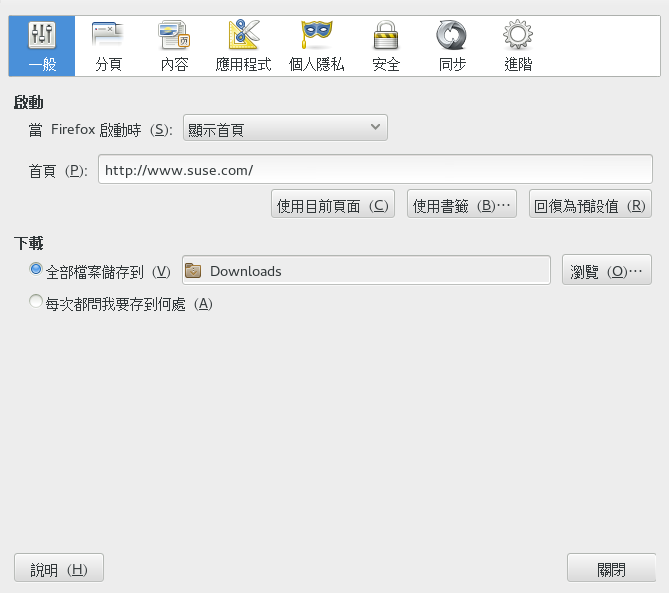 一般 分頁 內容 應用程式 個人隱私 安全 同步 進階
啟動
當 Firefox 啟動時 (S): 顯示首頁
首頁 (P): http://www.suse.com/
使用目前頁面 (C) 使用書籤 (B)⋯ 回復為預設值 (R)
下載
全部檔案儲存到 (V) Downloads 瀏覽 (O)⋯
每次都問我要存到何處 (A)
說明 (H) 關閉